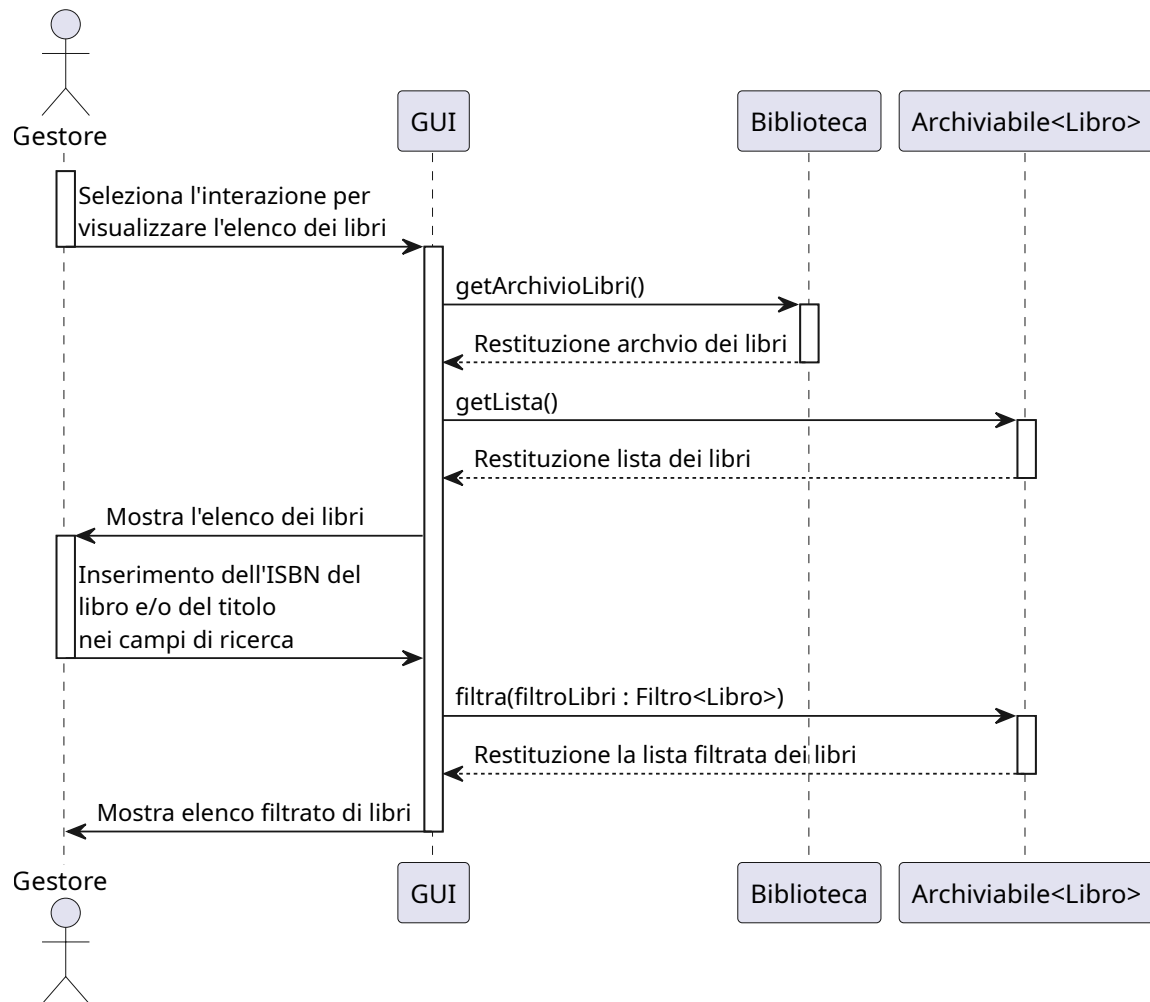 Gestore
GUI
Biblioteca
Archiviabile<Libro>
Seleziona l'interazione per
visualizzare l'elenco dei libri
getArchivioLibri()
Restituzione archvio dei libri
getLista()
Restituzione lista dei libri
Mostra l'elenco dei libri
Inserimento dell'ISBN del
libro e/o del titolo
nei campi di ricerca
filtra(filtroLibri : Filtro<Libro>)
Restituzione la lista filtrata dei libri
Mostra elenco filtrato di libri
Gestore
GUI
Biblioteca
Archiviabile<Libro>